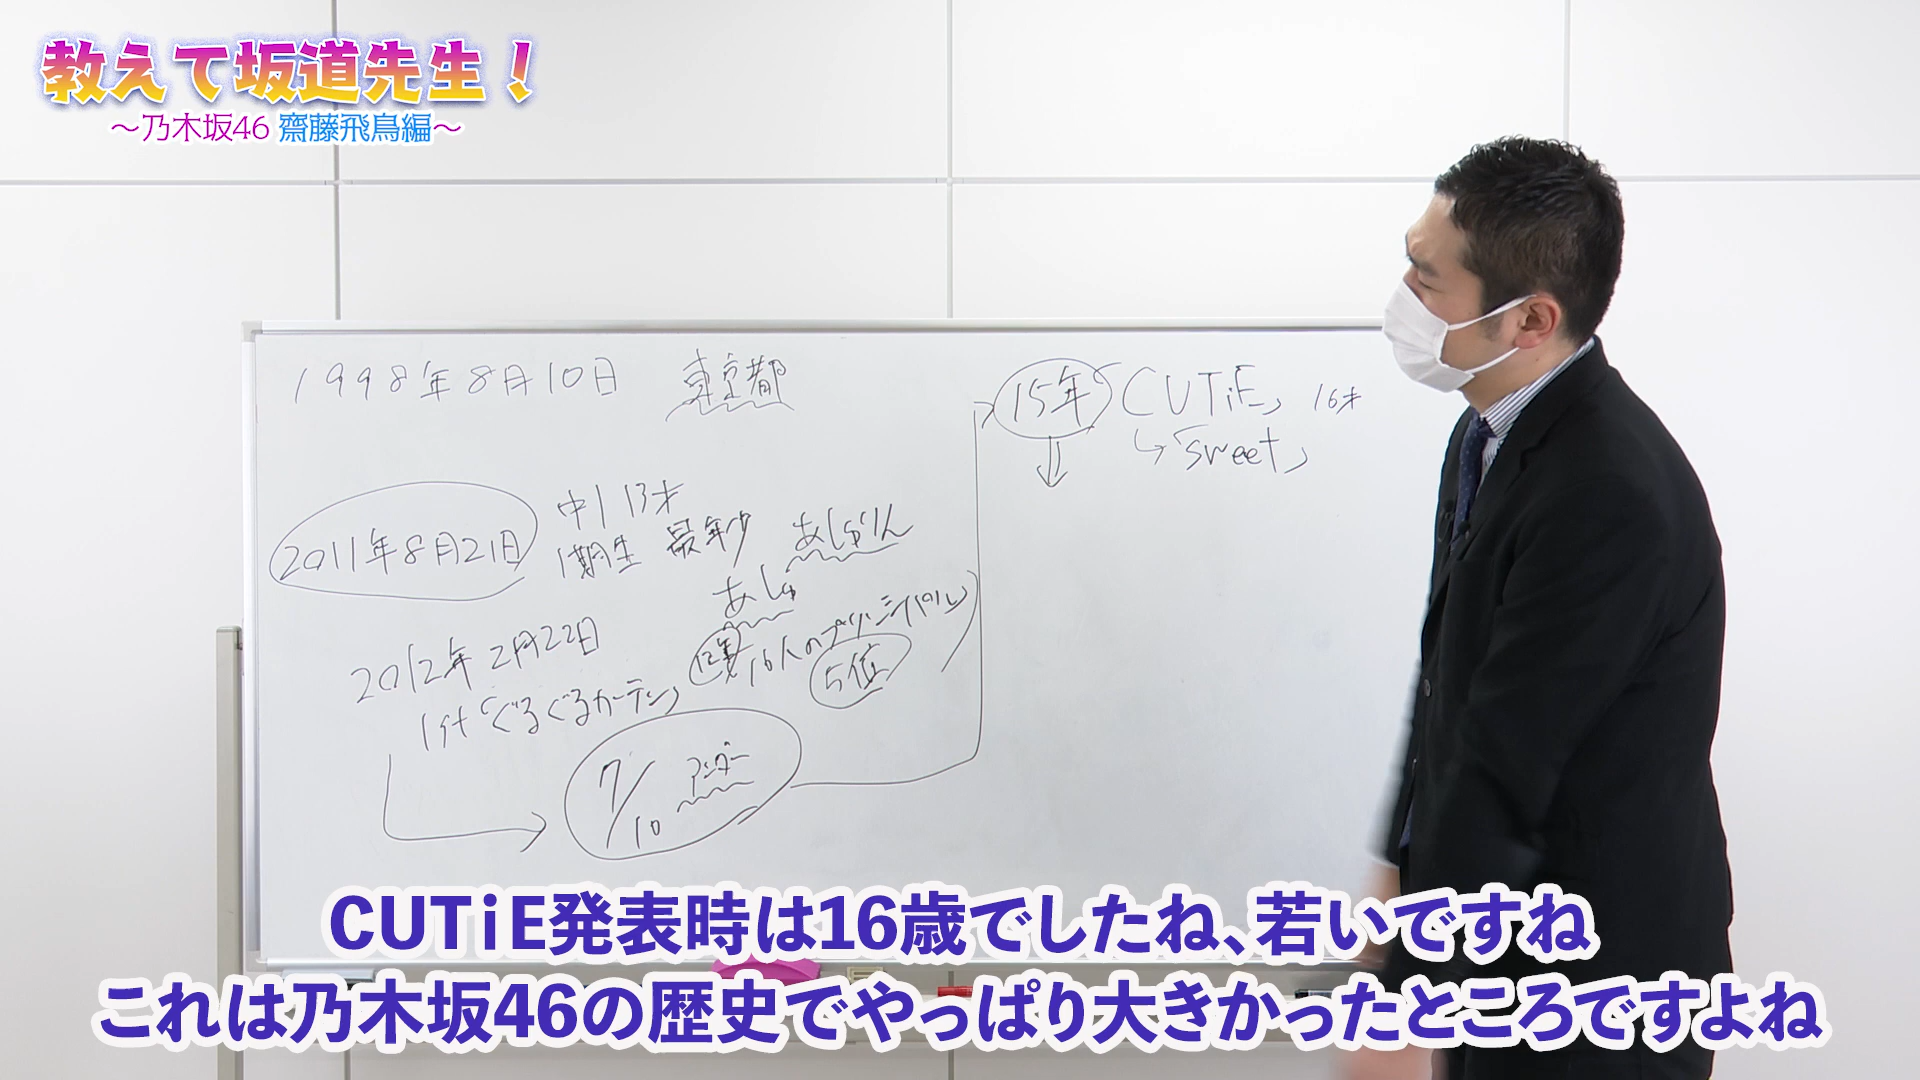 教えて坂道先生！
～乃木坂46 齋藤飛鳥編～
1998年8月10日 東京都
2011年8月21日
中1 13才
1期生 最年少 あしゅりん
あしゅ
2012年2月22日
1st「ぐるぐるカーテン」
12年 16人のプリンシパル
5位
7/10 アンダー
15年 「CUTiE」 16才
↳「sweet」
CUTiE発表時は16歳でしたね、若いですね
これは乃木坂46の歴史でやっぱり大きかったところですよね